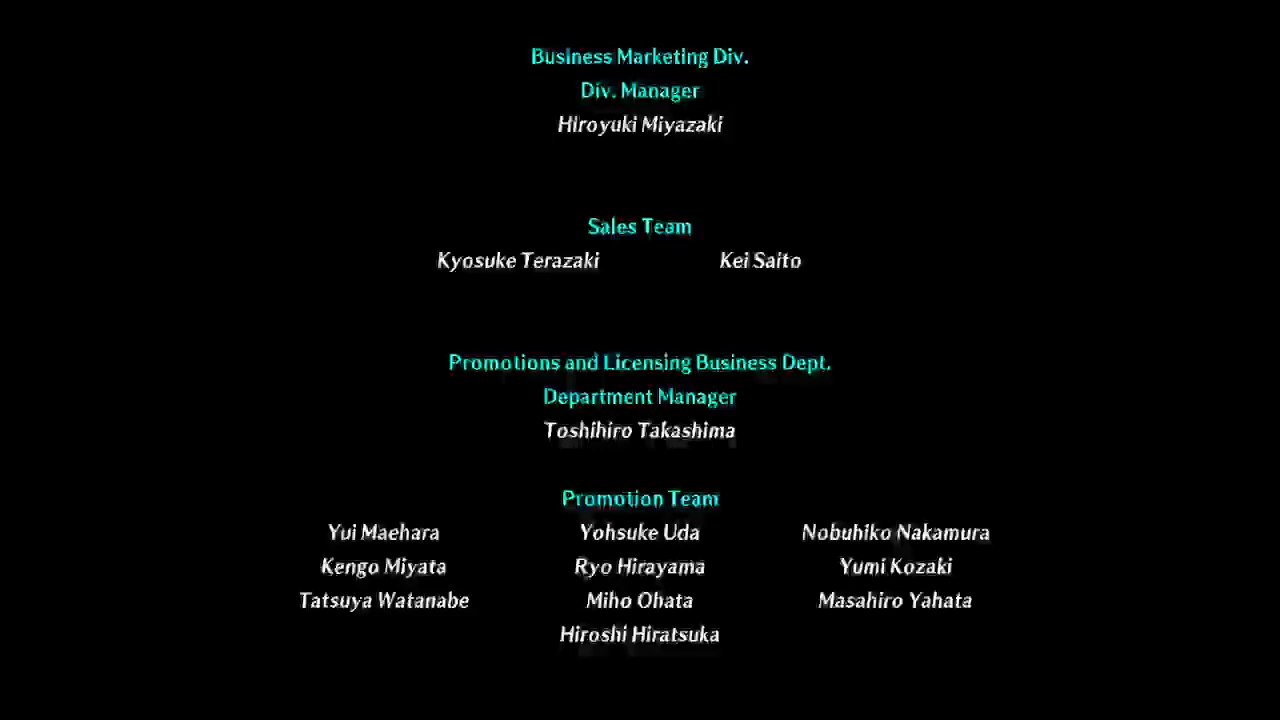 Business Marketing Div.
Div. Manager
Hiroyuki Miyazaki
Sales Team
Kyosuke Terazaki Kei Saito
Promotions and Licensing Business Dept.
Department Manager
Toshihiro Takashima
Promotion Team
Yui Maehara Yohsuke Uda Nobuhiko Nakamura
Kengo Miyata Ryo Hirayama Yumi Kozaki
Tatsuya Watanabe Miho Ohata Masahiro Yahata
Hiroshi Hiratsuka